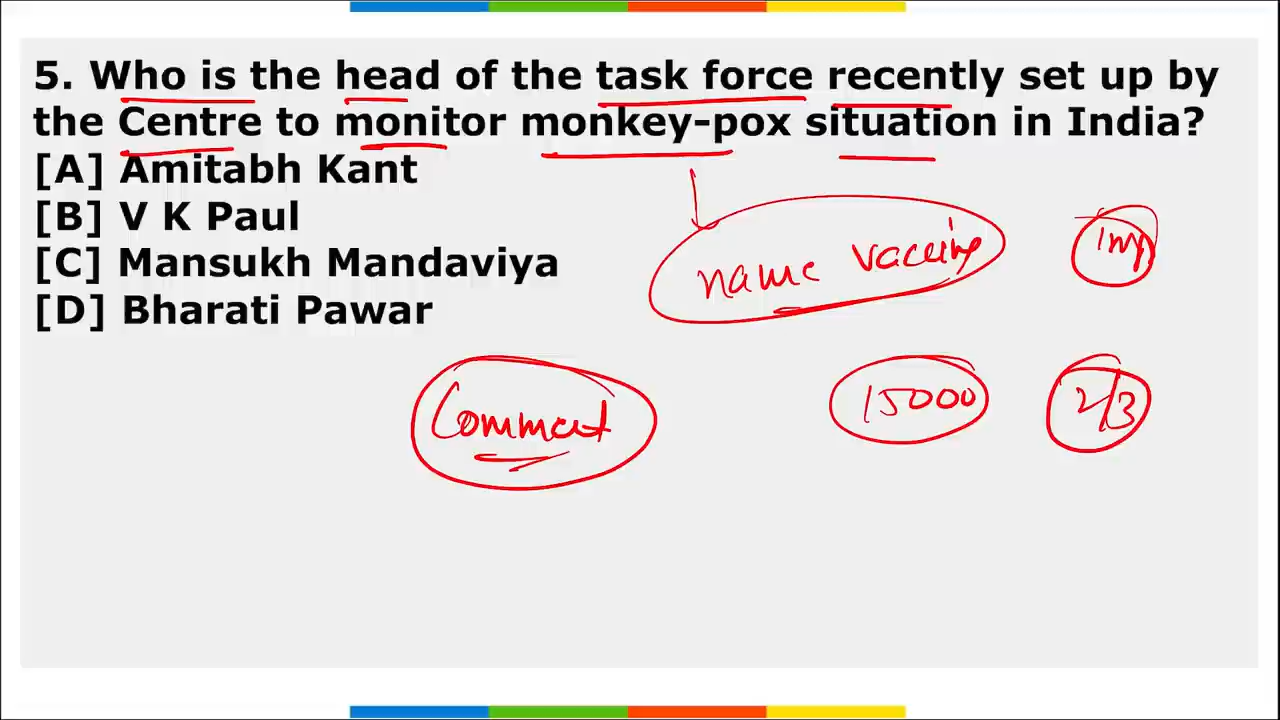 5. Who is the head of the task force recently set up by
the Centre to monitor monkey-pox situation in India?
[A] Amitabh Kant
[B] V K Paul
[C] Mansukh Mandaviya
[D] Bharati Pawar
name vaccine
Imp
Comment
15000
2/3